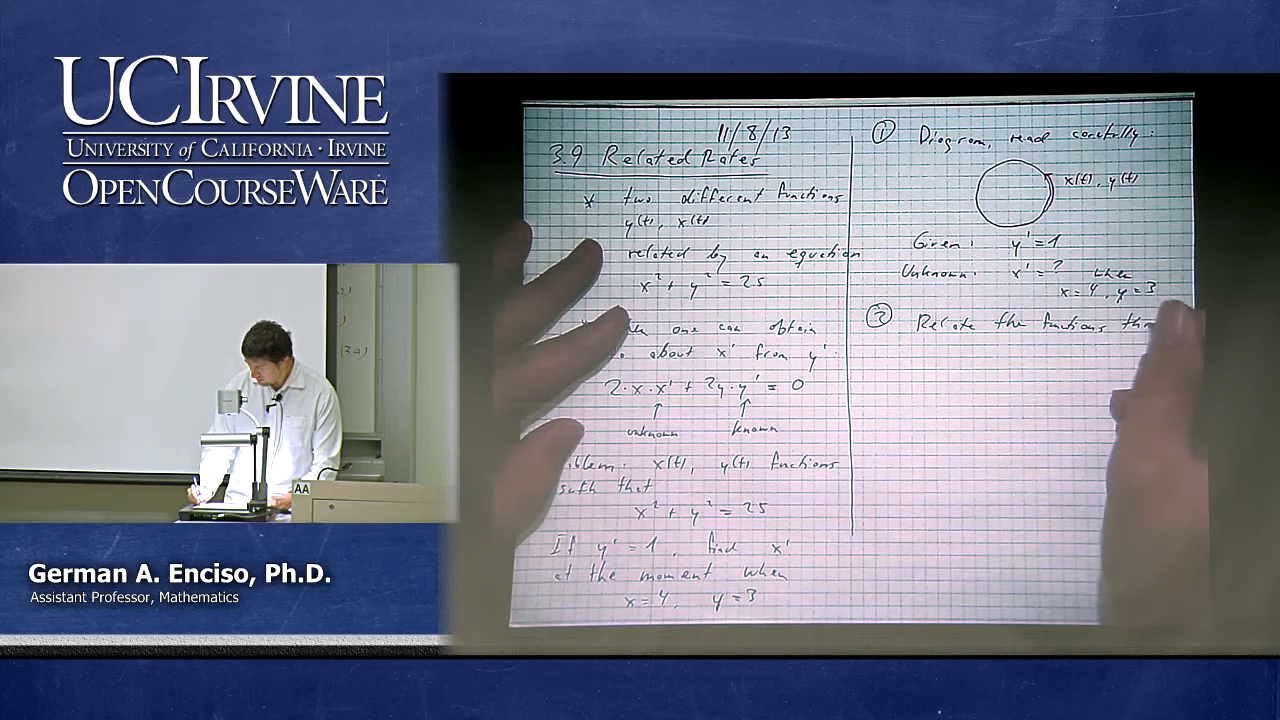 UCIRVINE
UNIVERSITY of CALIFORNIA · IRVINE
OPENCOURSEWARE
AA
German A. Enciso, Ph.D.
Assistant Professor, Mathematics
11/8/13
3.9 Related Rates
* two different functions
y(t), x(t)
related by an equation
x² + y² = 25
one can obtain
about x' from y'.
2·x·x' + 2y·y' = 0
↑ ↑
unknown known
x(t), y(t) functions
such that
x² + y² = 25
If y' = 1, find x'
at the moment when
x=4, y=3
① Diagram, read carefully:
x(t), y(t)
Given: y' = 1
Unknown: x' = ? when
x=4, y=3
③ Relate the functions